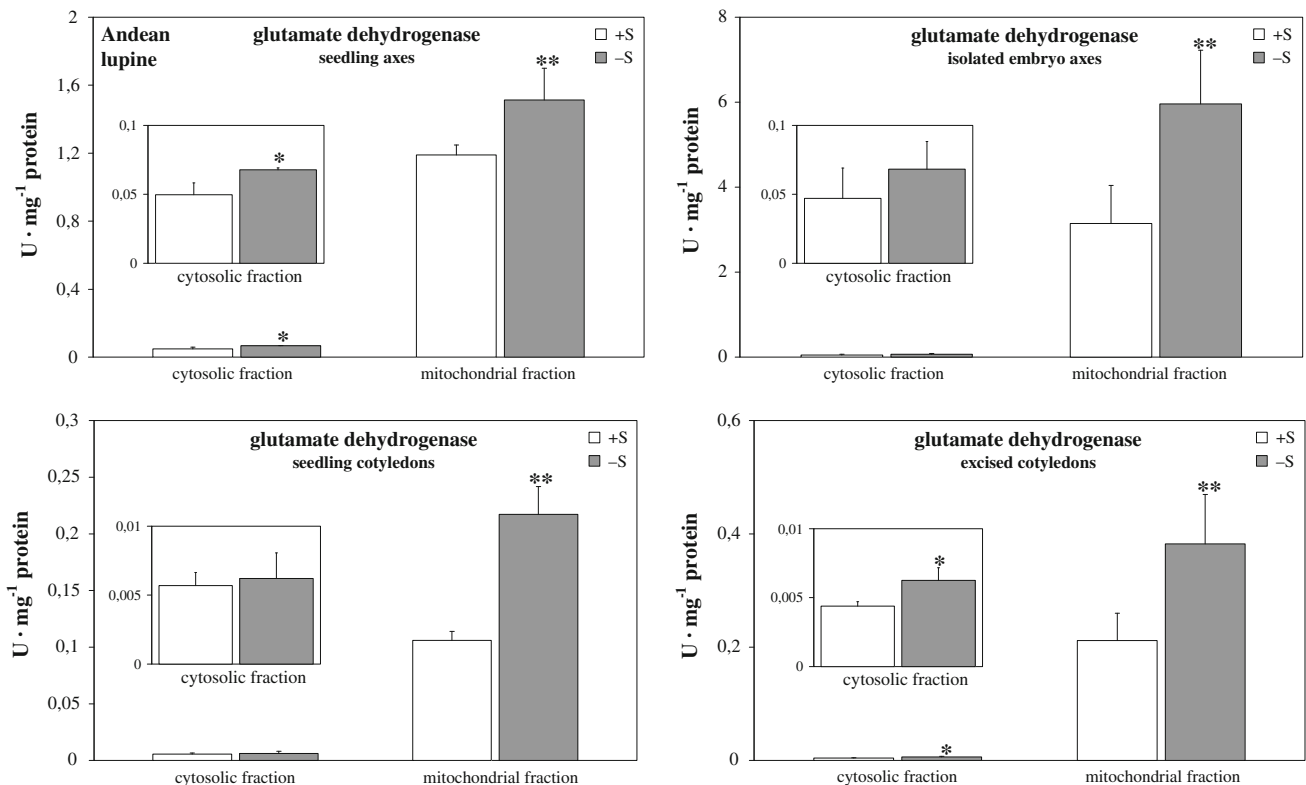 Andean
lupine
glutamate dehydrogenase
seedling axes
+S
–S
U · mg-1 protein
2
1,6
1,2
0,8
0,4
0
**
*
0,1
0,05
0
*
cytosolic fraction
cytosolic fraction
mitochondrial fraction
glutamate dehydrogenase
isolated embryo axes
+S
–S
U · mg-1 protein
8
6
4
2
0
**
0,1
0,05
0
cytosolic fraction
cytosolic fraction
mitochondrial fraction
glutamate dehydrogenase
seedling cotyledons
+S
–S
U · mg-1 protein
0,3
0,25
0,2
0,15
0,1
0,05
0
**
0,01
0,005
0
cytosolic fraction
cytosolic fraction
mitochondrial fraction
glutamate dehydrogenase
excised cotyledons
+S
–S
U · mg-1 protein
0,6
0,4
0,2
0
**
*
0,01
0,005
0
*
cytosolic fraction
cytosolic fraction
mitochondrial fraction